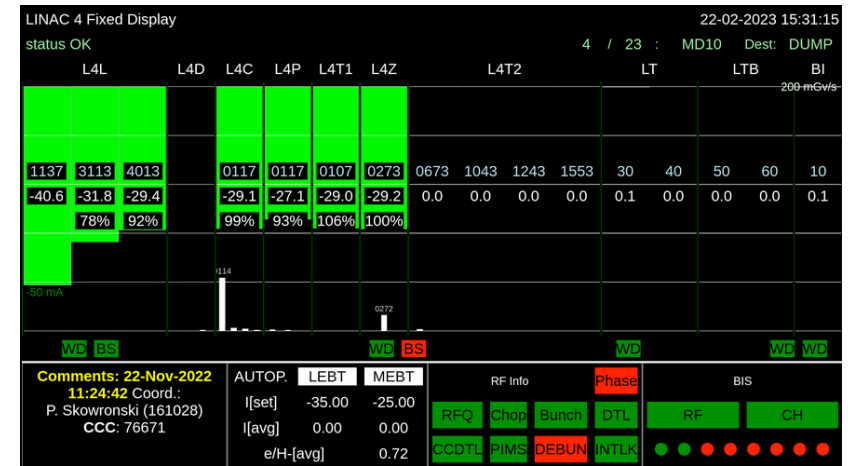 LINAC 4 Fixed Display 22-02-2023 15:31:15
status OK 4 / 23 : MD10 Dest: DUMP
L4L L4D L4C L4P L4T1 L4Z L4T2 LT LTB BI
200 mGv/s
1137 3113 4013 0117 0117 0107 0273 0673 1043 1243 1553 30 40 50 60 10
-40.6 -31.8 -29.4 -29.1 -27.1 -29.0 -29.2 0.0 0.0 0.0 0.0 0.1 0.0 0.0 0.0 0.1
78% 92% 99% 93% 106% 100%
0114
-50 mA
0272
WD BS WD BS WD WD WD
Comments: 22-Nov-2022
11:24:42 Coord.:
P. Skowronski (161028)
CCC: 76671
AUTOP. LEBT MEBT
I[set] -35.00 -25.00
I[avg] 0.00 0.00
e/H-[avg] 0.72
RF Info Phase
RFQ Chop Bunch DTL
CCDTL PIMS DEBUN INTLK
BIS
RF CH